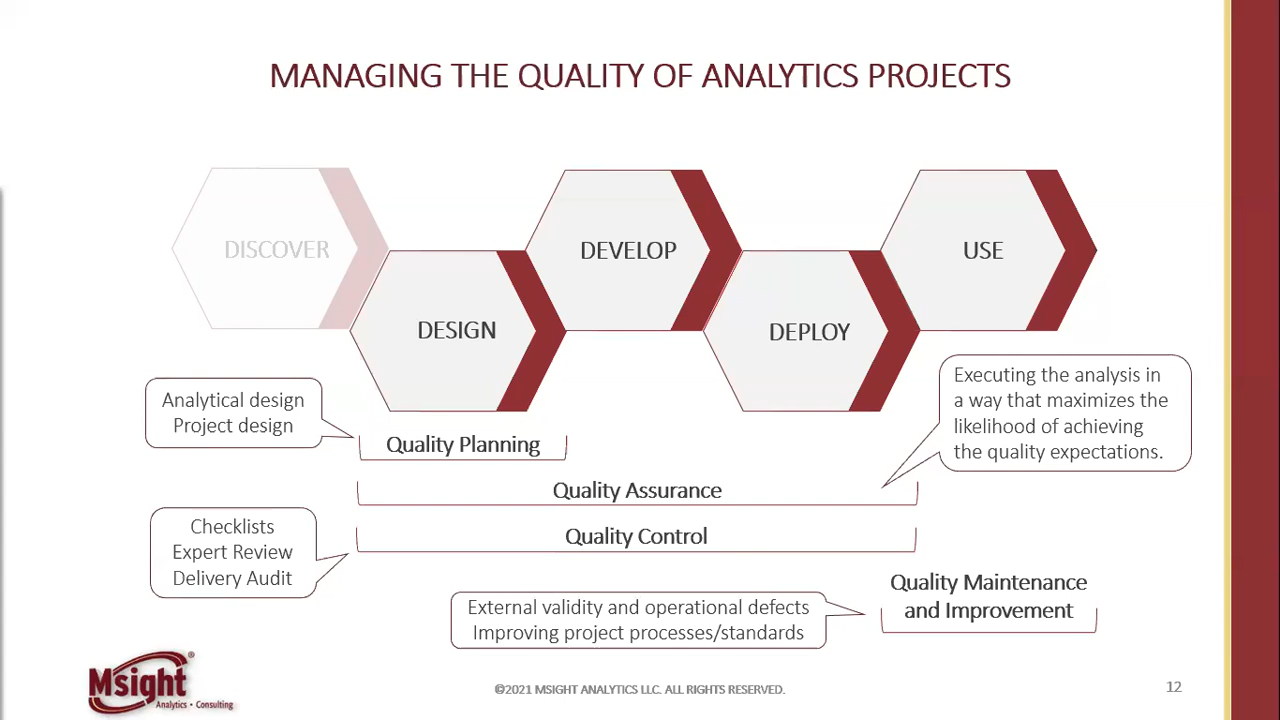 MANAGING THE QUALITY OF ANALYTICS PROJECTS
DISCOVER
DESIGN
DEVELOP
DEPLOY
USE
Analytical design
Project design
Quality Planning
Executing the analysis in
a way that maximizes the
likelihood of achieving
the quality expectations.
Quality Assurance
Checklists
Expert Review
Delivery Audit
Quality Control
Quality Maintenance
and Improvement
External validity and operational defects
Improving project processes/standards
Msight®
Analytics • Consulting
©2021 MSIGHT ANALYTICS LLC. ALL RIGHTS RESERVED.
12